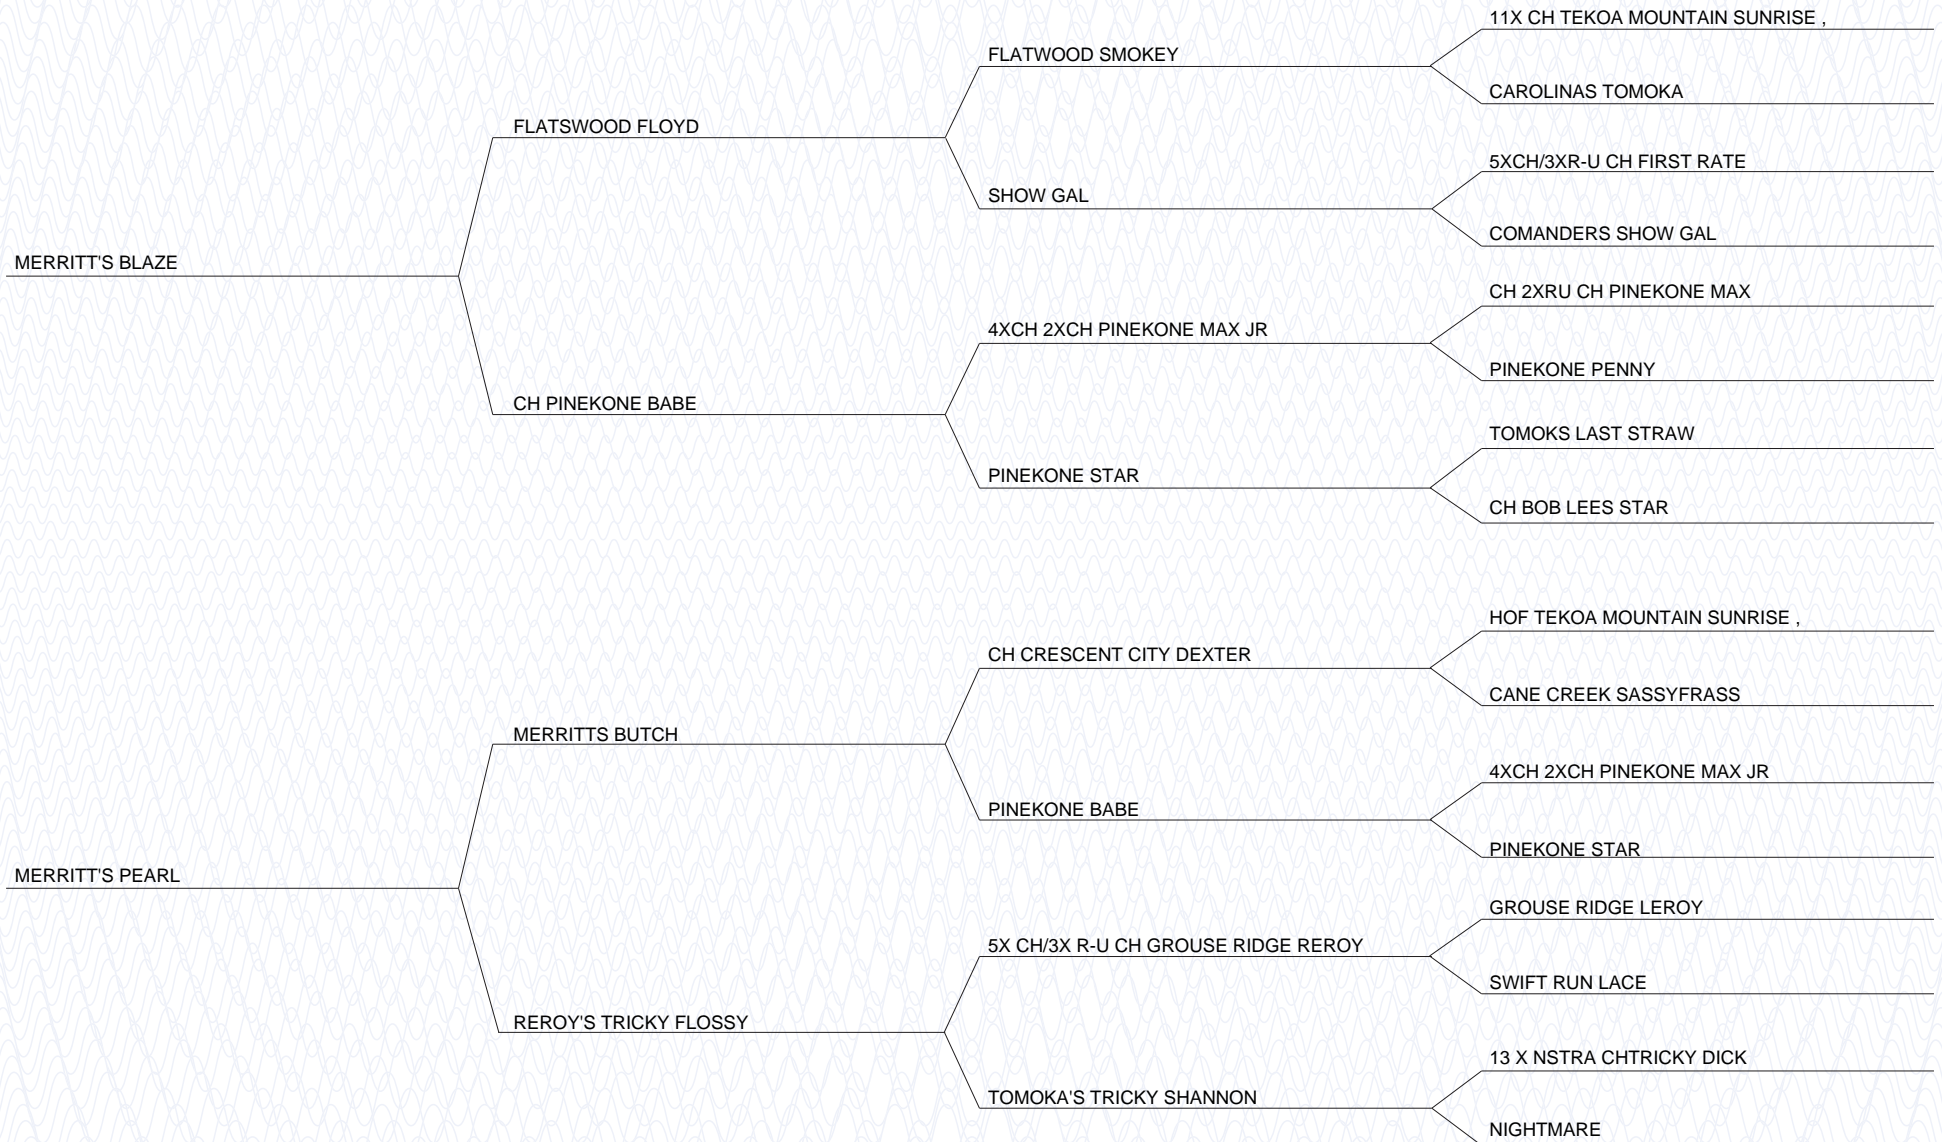 11X CH TEKOA MOUNTAIN SUNRISE ,
FLATWOOD SMOKEY
CAROLINAS TOMOKA
FLATSWOOD FLOYD
5XCH/3XR-U CH FIRST RATE
SHOW GAL
COMANDERS SHOW GAL
MERRITT'S BLAZE
CH 2XRU CH PINEKONE MAX
4XCH 2XCH PINEKONE MAX JR
PINEKONE PENNY
CH PINEKONE BABE
TOMOKS LAST STRAW
PINEKONE STAR
CH BOB LEES STAR
HOF TEKOA MOUNTAIN SUNRISE ,
CH CRESCENT CITY DEXTER
CANE CREEK SASSYFRASS
MERRITTS BUTCH
4XCH 2XCH PINEKONE MAX JR
PINEKONE BABE
PINEKONE STAR
MERRITT'S PEARL
GROUSE RIDGE LEROY
5X CH/3X R-U CH GROUSE RIDGE REROY
SWIFT RUN LACE
REROY'S TRICKY FLOSSY
13 X NSTRA CHTRICKY DICK
TOMOKA'S TRICKY SHANNON
NIGHTMARE